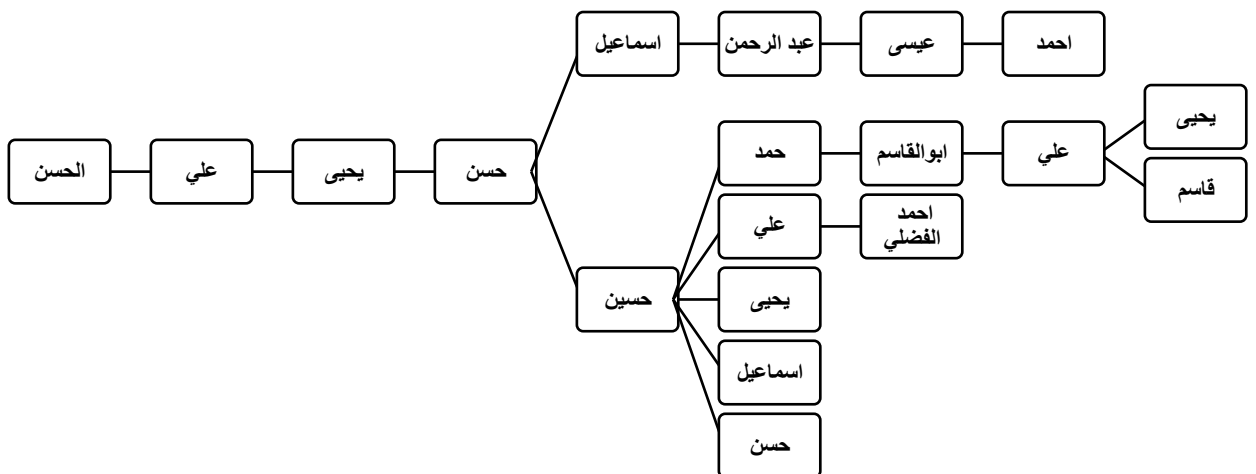 الحسن
علي
يحيى
حسن
اسماعيل
عبد الرحمن
عيسى
احمد
حسين
حمد
ابوالقاسم
علي
يحيى
قاسم
علي
احمد
الفضلي
يحيى
اسماعيل
حسن